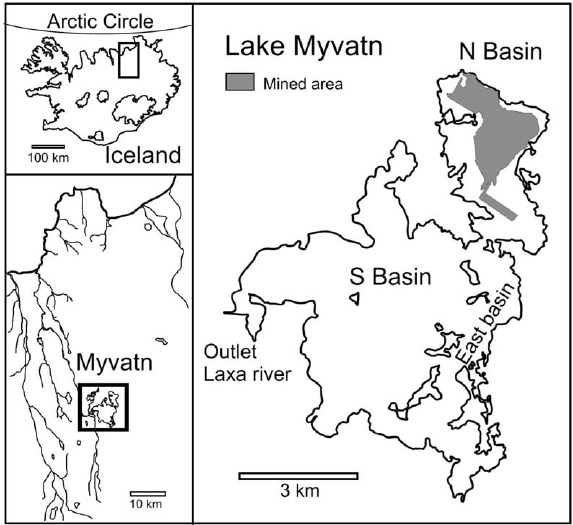 Arctic Circle
100 km
Iceland
Myvatn
10 km
Lake Myvatn
Mined area
N Basin
S Basin
East basin
Outlet
Laxa river
3 km